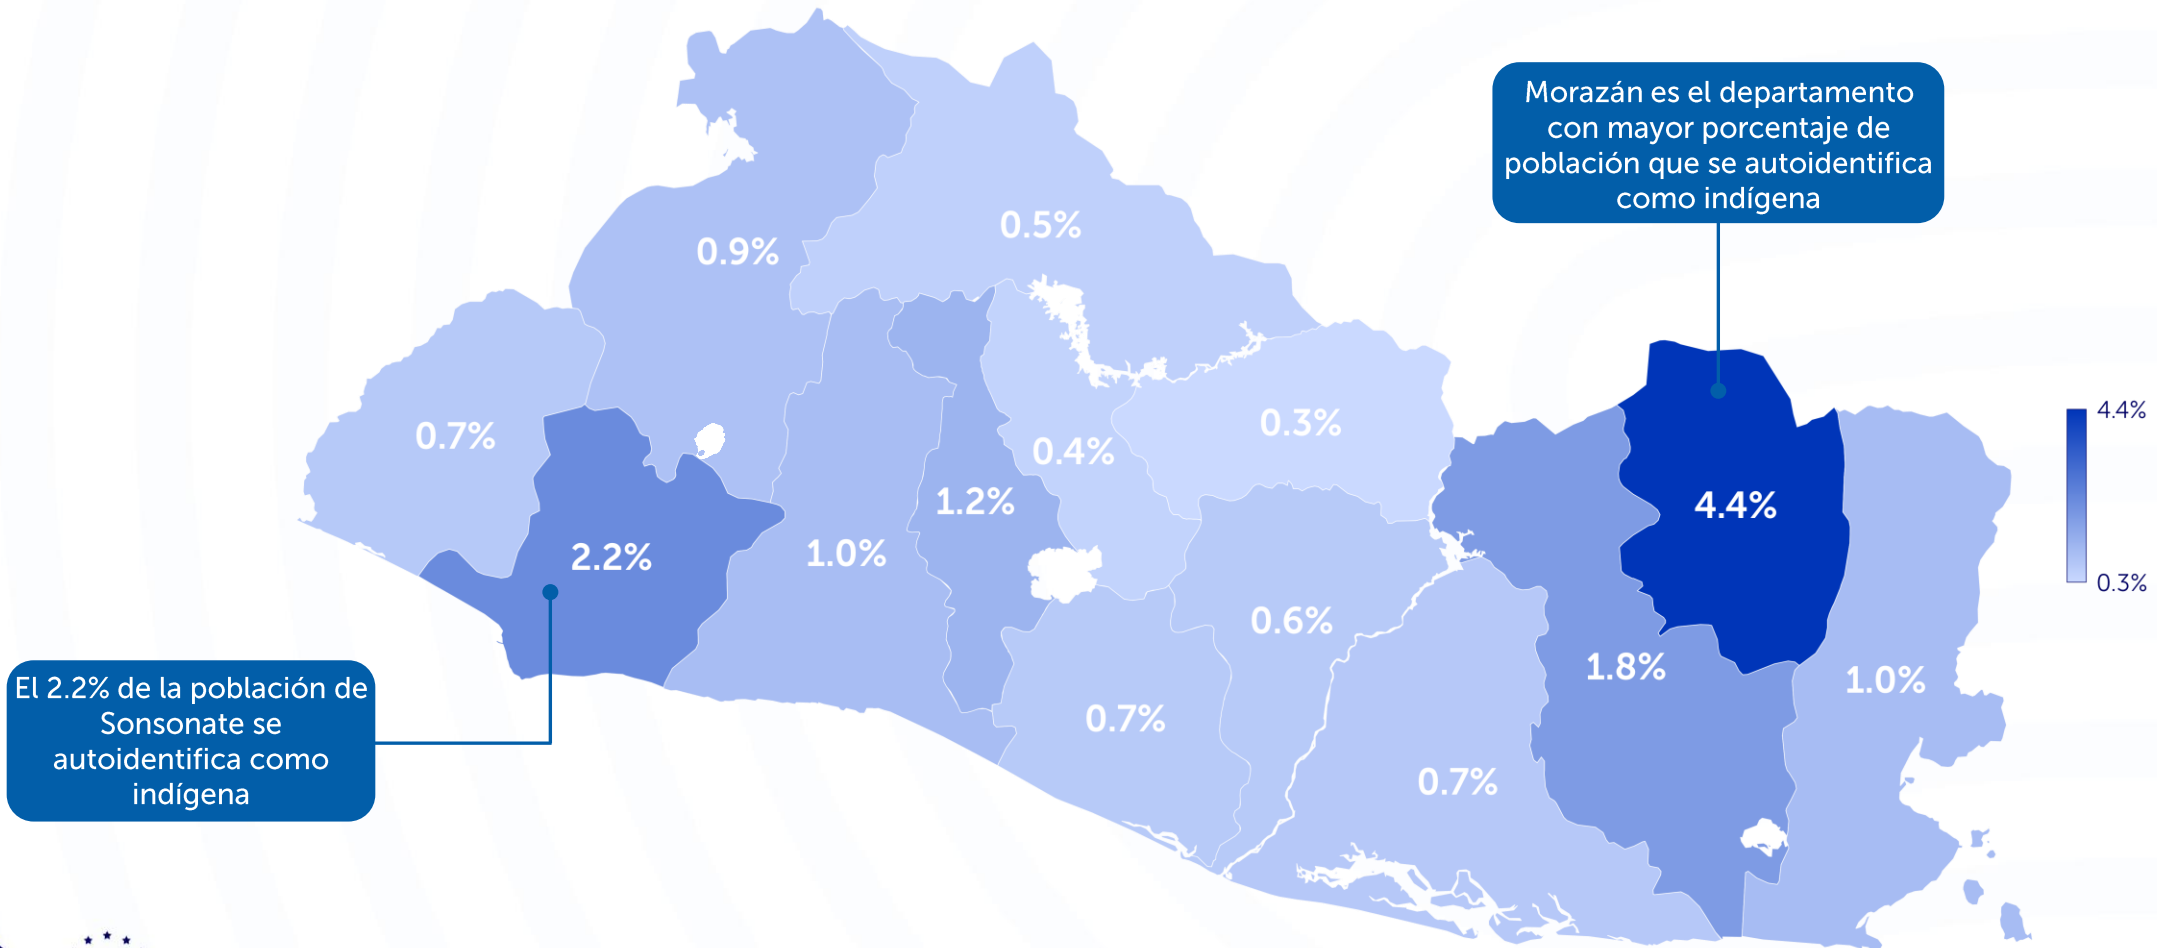 Morazán es el departamento
con mayor porcentaje de
población que se autoidentifica
como indígena
0.5%
0.9%
4.4%
0.3%
0.7%
0.4%
1.2%
4.4%
2.2%
1.0%
0.3%
0.6%
1.8%
1.0%
El 2.2% de la población de
Sonsonate se
autoidentifica como
indígena
0.7%
0.7%